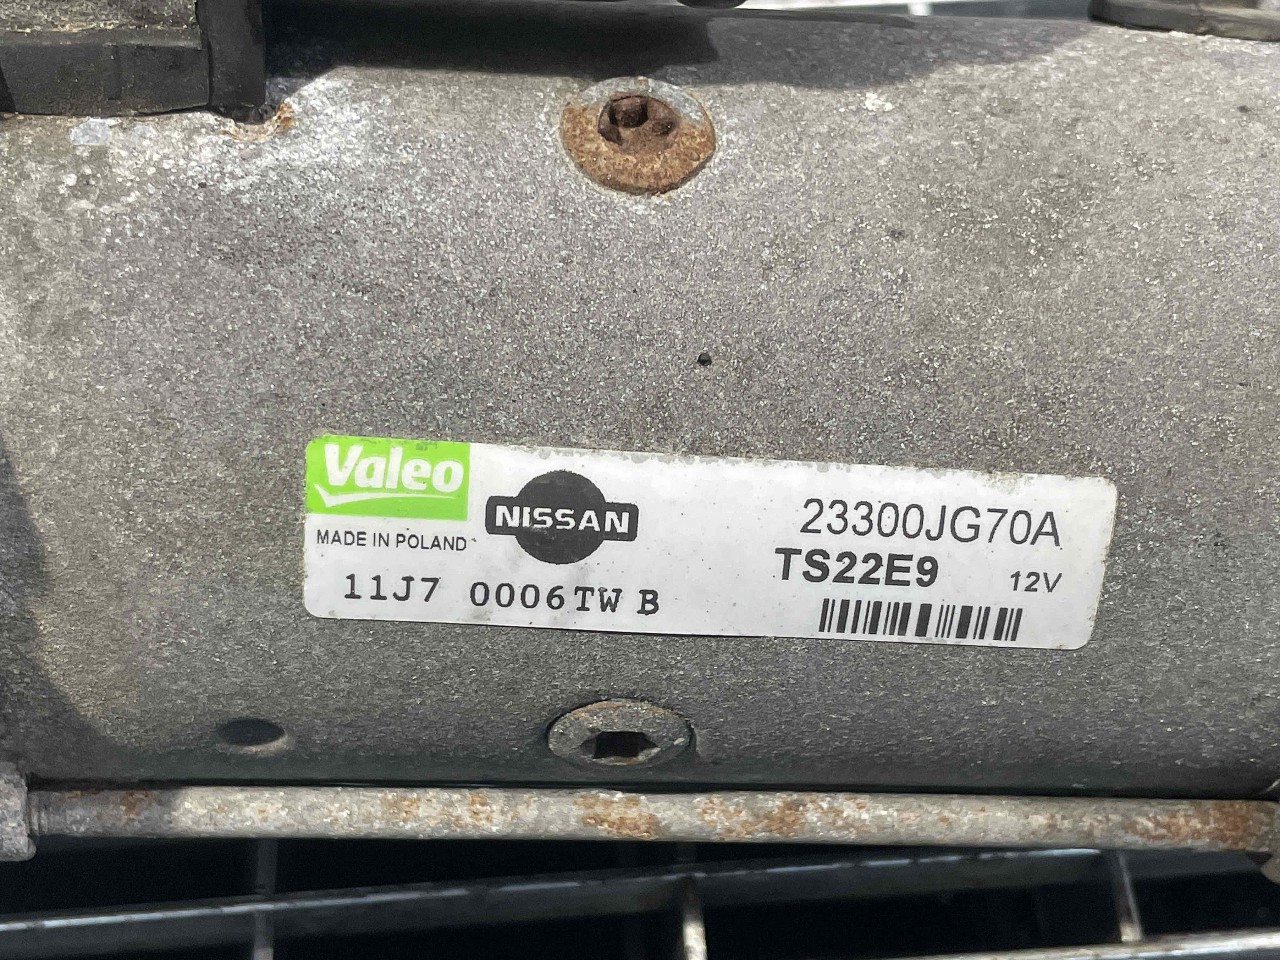 Valeo
NISSAN
23300JG70A
MADE IN POLAND
TS22E9
12V
11J7 0006TW B